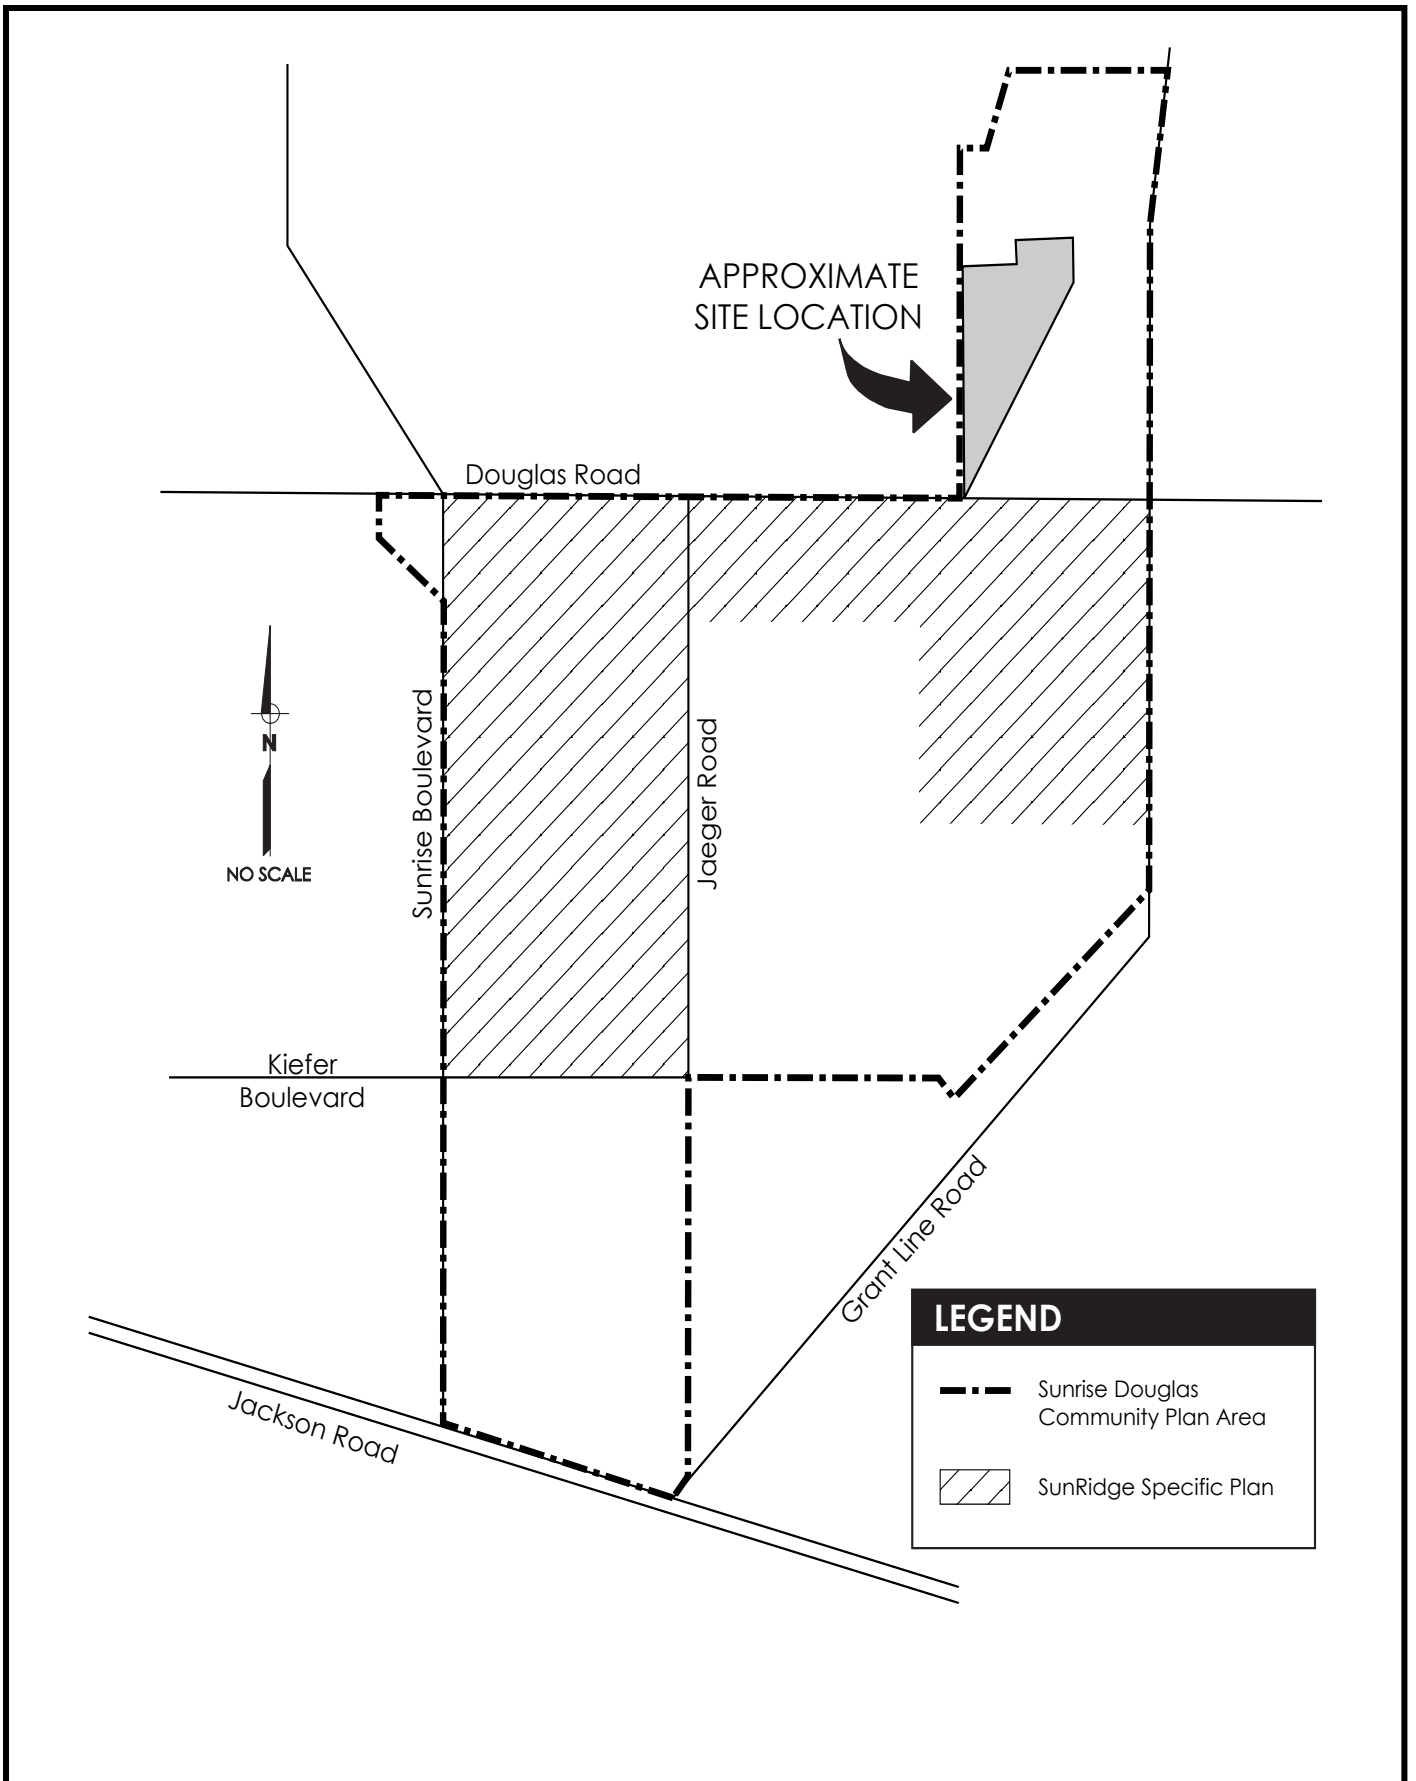 APPROXIMATE
SITE LOCATION
Douglas Road
Sunrise Boulevard
Jaeger Road
N
NO SCALE
Kiefer
Boulevard
Grant Line Road
Jackson Road
LEGEND
Sunrise Douglas
Community Plan Area
SunRidge Specific Plan